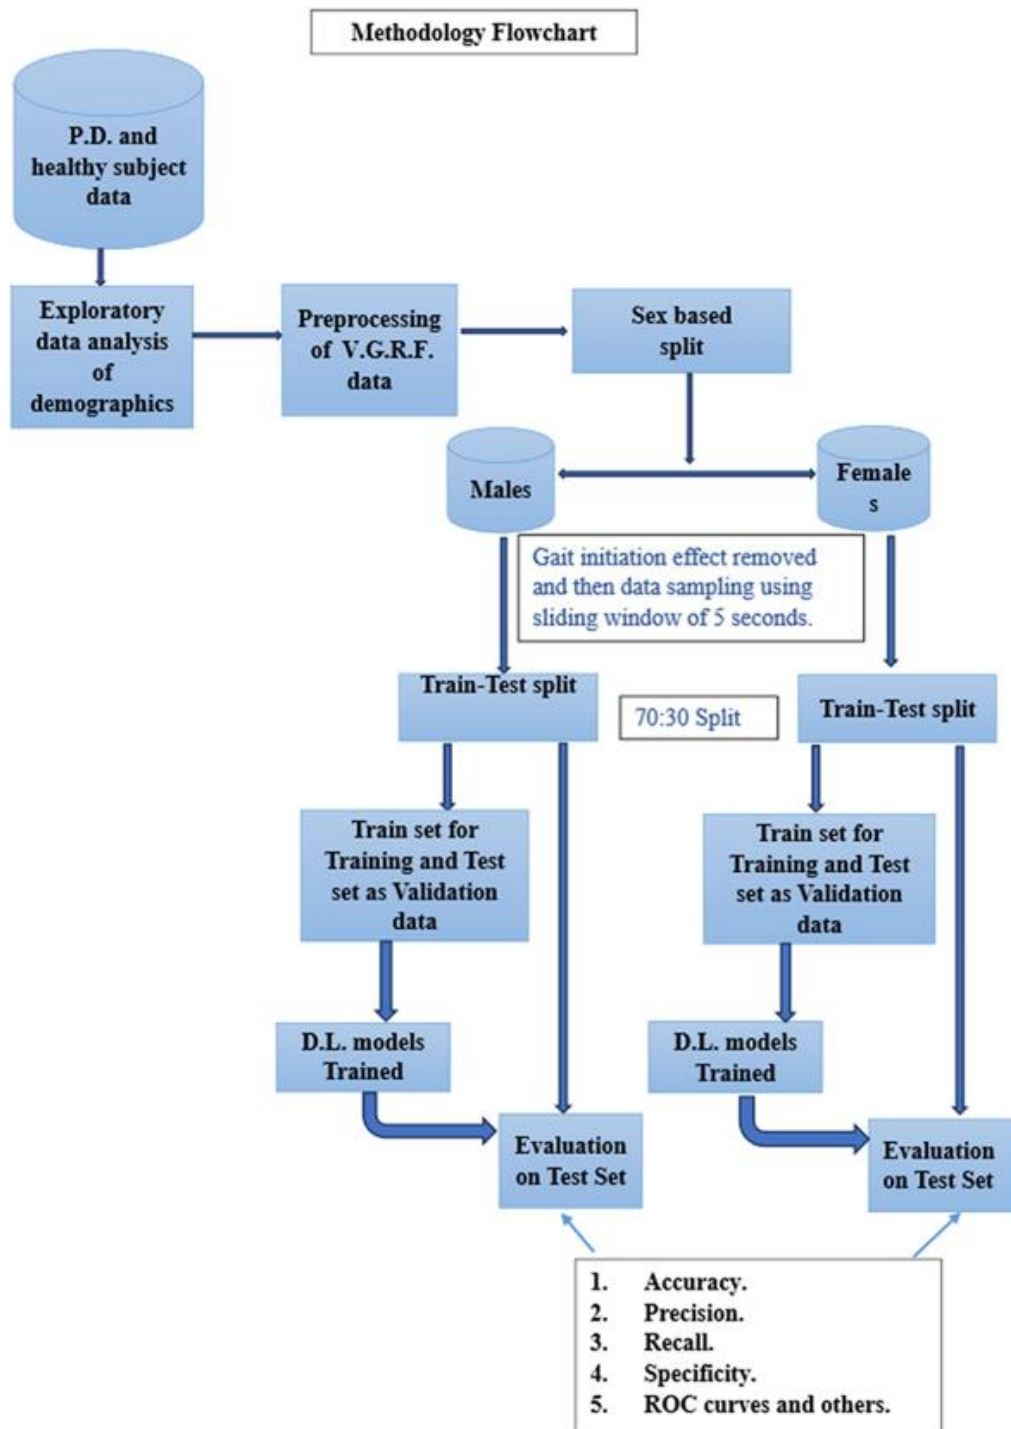 Methodology Flowchart
P.D. and
healthy subject
data
Exploratory
data analysis
of
demographics
Preprocessing
of V.G.R.F.
data
Sex based
split
Males
Female
s
Gait initiation effect removed
and then data sampling using
sliding window of 5 seconds.
Train-Test split
70:30 Split
Train-Test split
Train set for
Training and Test
set as Validation
data
Train set for
Training and Test
set as Validation
data
D.L. models
Trained
D.L. models
Trained
Evaluation
on Test Set
Evaluation
on Test Set
1. Accuracy.
2. Precision.
3. Recall.
4. Specificity.
5. ROC curves and others.